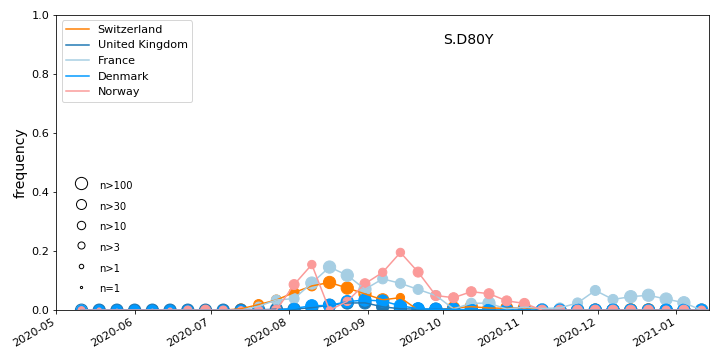 S.D80Y
Switzerland
United Kingdom
France
Denmark
Norway
frequency
1.0
0.8
0.6
0.4
0.2
0.0
n>100
n>30
n>10
n>3
n>1
n=1
2020-05
2020-06
2020-07
2020-08
2020-09
2020-10
2020-11
2020-12
2021-01